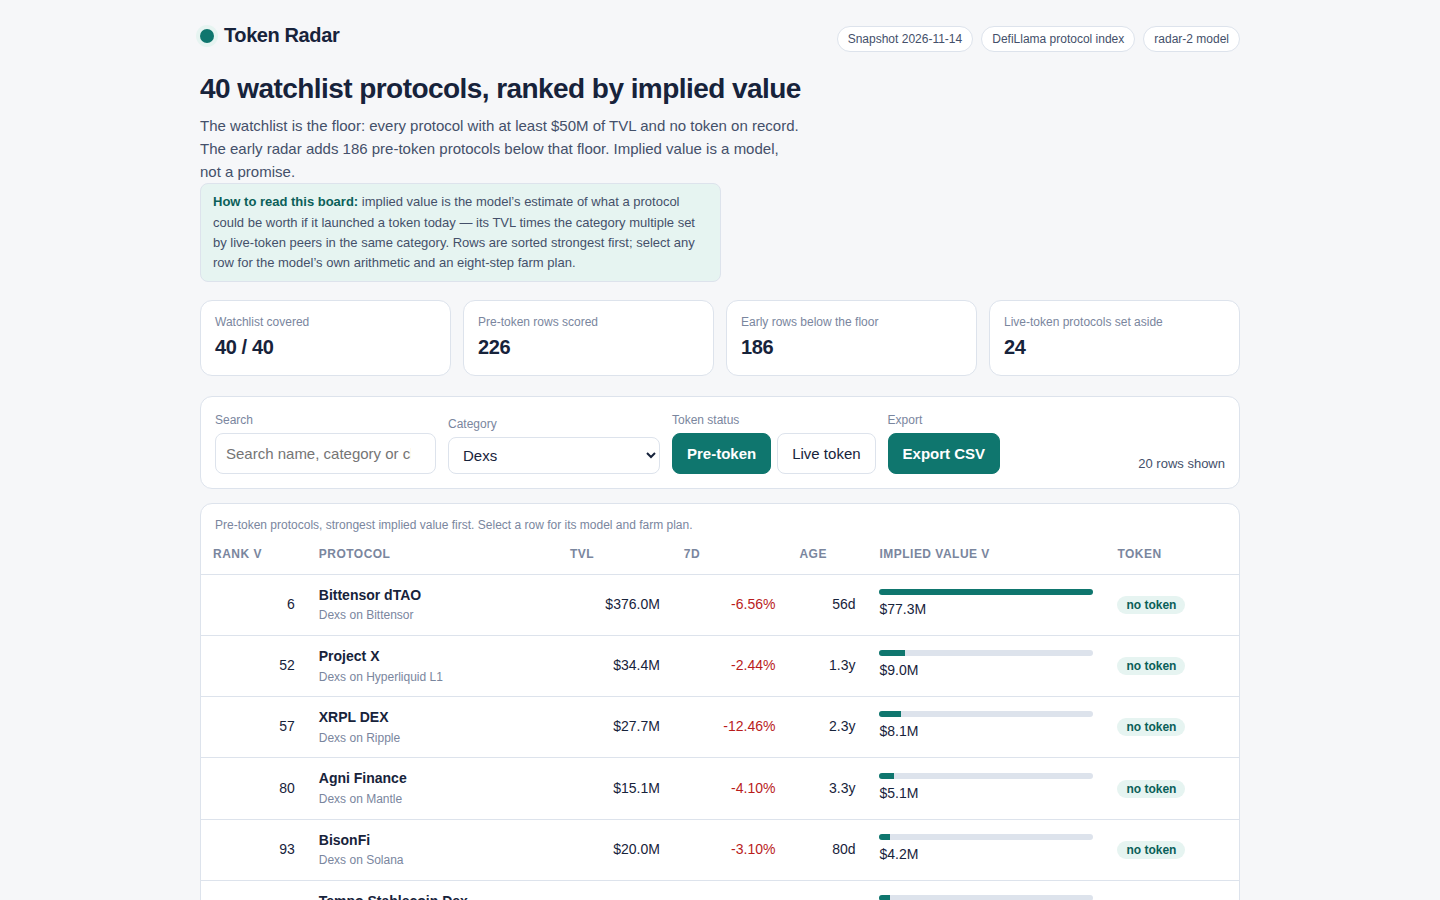 Token Radar
Snapshot 2026-11-14
DefiLlama protocol index
radar-2 model
40 watchlist protocols, ranked by implied value
The watchlist is the floor: every protocol with at least $50M of TVL and no token on record.
The early radar adds 186 pre-token protocols below that floor. Implied value is a model,
not a promise.
How to read this board: implied value is the model's estimate of what a protocol
could be worth if it launched a token today — its TVL times the category multiple set
by live-token peers in the same category. Rows are sorted strongest first; select any
row for the model's own arithmetic and an eight-step farm plan.
Watchlist covered
40 / 40
Pre-token rows scored
226
Early rows below the floor
186
Live-token protocols set aside
24
Search
Search name, category or c
Category
Dexs
Token status
Pre-token
Live token
Export
Export CSV
20 rows shown
Pre-token protocols, strongest implied value first. Select a row for its model and farm plan.
RANK V PROTOCOL TVL 7D AGE IMPLIED VALUE V TOKEN
6 Bittensor dTAO $376.0M -6.56% 56d $77.3M no token
Dexs on Bittensor
52 Project X $34.4M -2.44% 1.3y $9.0M no token
Dexs on Hyperliquid L1
57 XRPL DEX $27.7M -12.46% 2.3y $8.1M no token
Dexs on Ripple
80 Agni Finance $15.1M -4.10% 3.3y $5.1M no token
Dexs on Mantle
93 BisonFi $20.0M -3.10% 80d $4.2M no token
Dexs on Solana
Tempo Stablecoin Dex